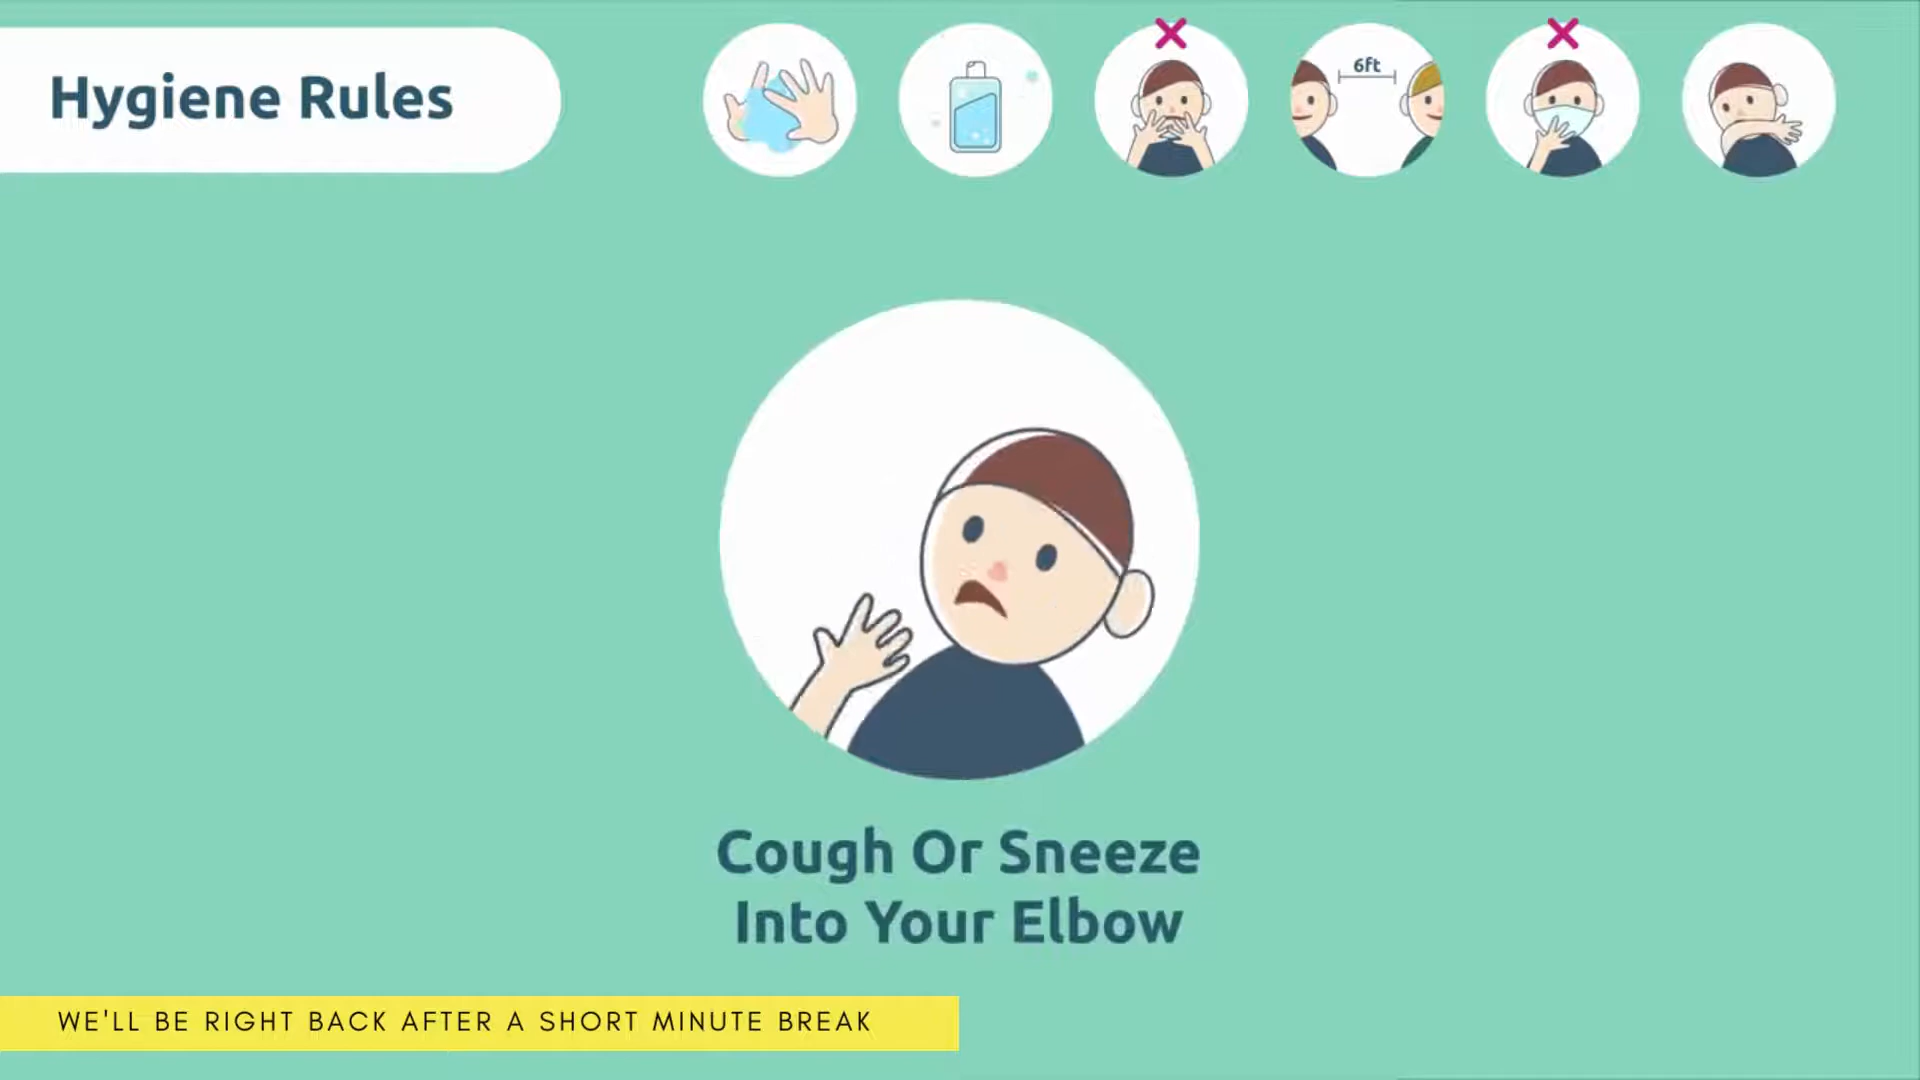 Hygiene Rules
6ft
Cough Or Sneeze
Into Your Elbow
WE'LL BE RIGHT BACK AFTER A SHORT MINUTE BREAK